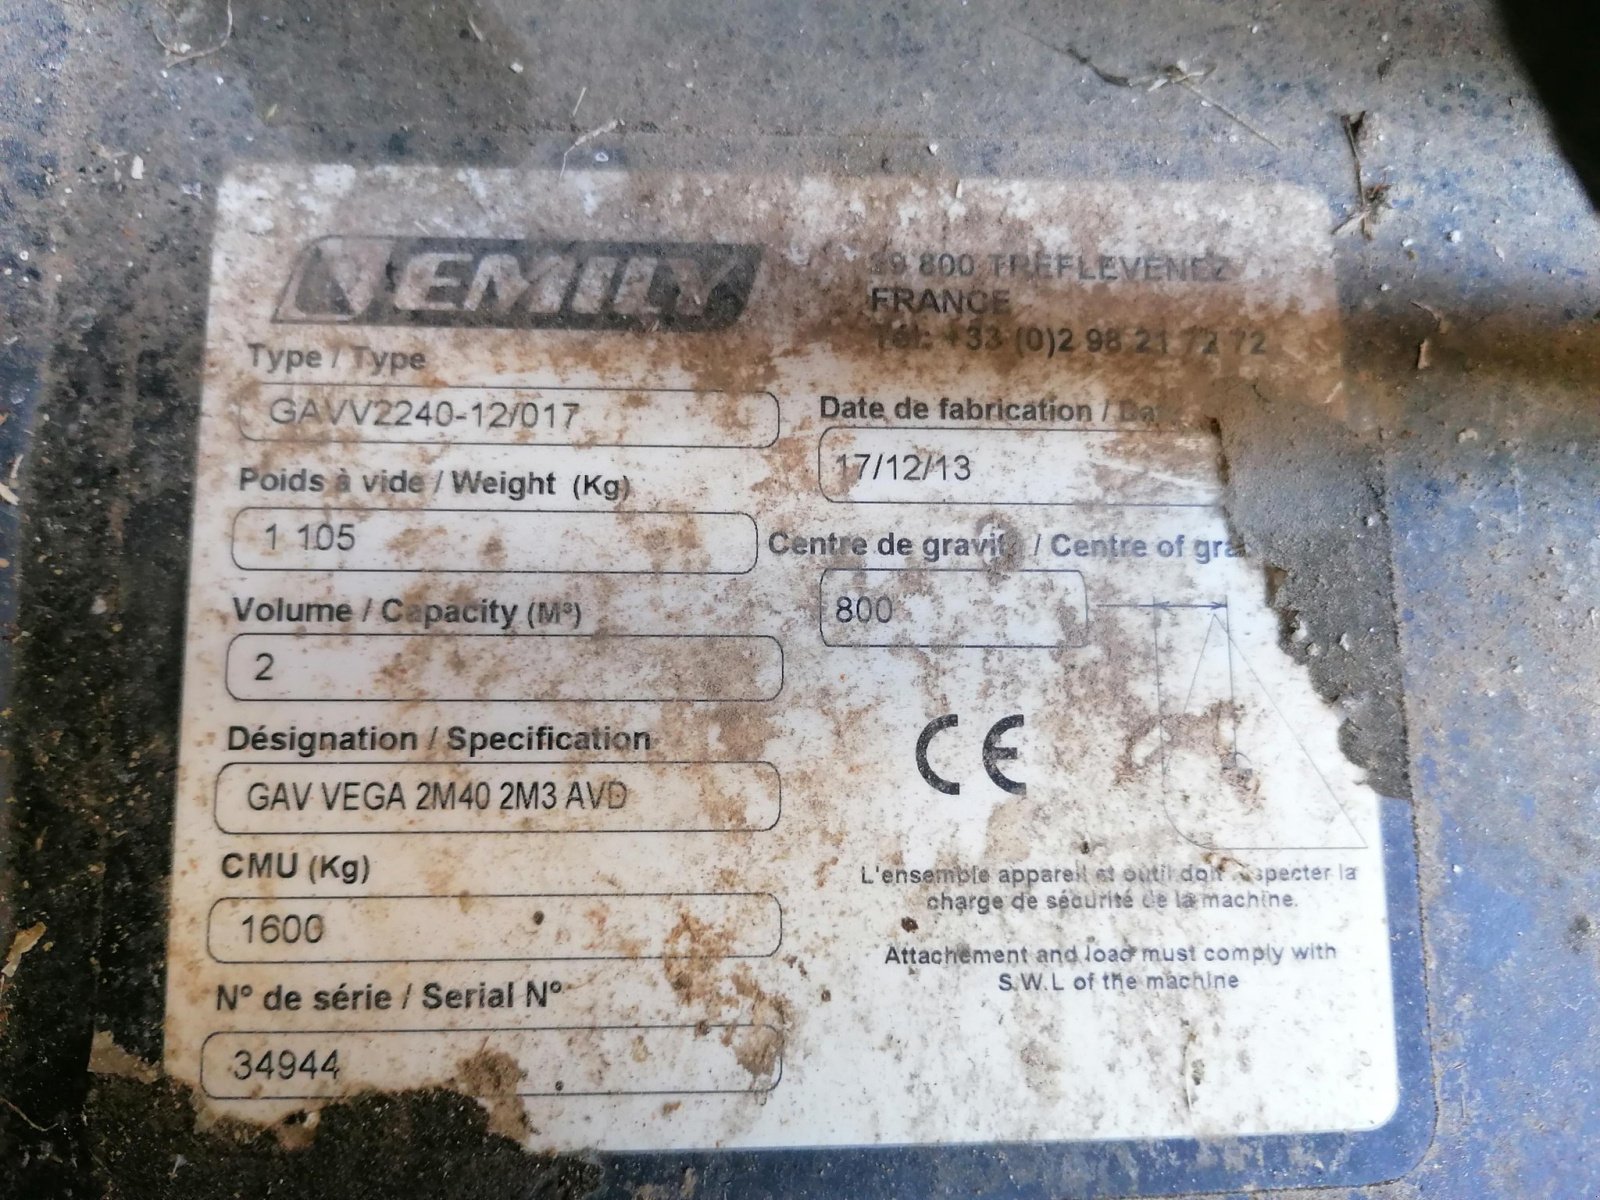 EMILY
29 800 TREFLEVENEZ
FRANCE
Tél: +33 (0)2 98 21 72 72
Type / Type
GAVV2240-12/017
Date de fabrication /
17/12/13
Poids à vide / Weight (Kg)
1 105
Centre de gravité / Centre of
800
Volume / Capacity (M³)
2
Désignation / Specification
GAV VEGA 2M40 2M3 AVD
CE
CMU (Kg)
1600
L'ensemble appareil et outil doit respecter la
charge de sécurité de la machine.
Attachement and load must comply with
S.W.L of the machine
N° de série / Serial N°
34944